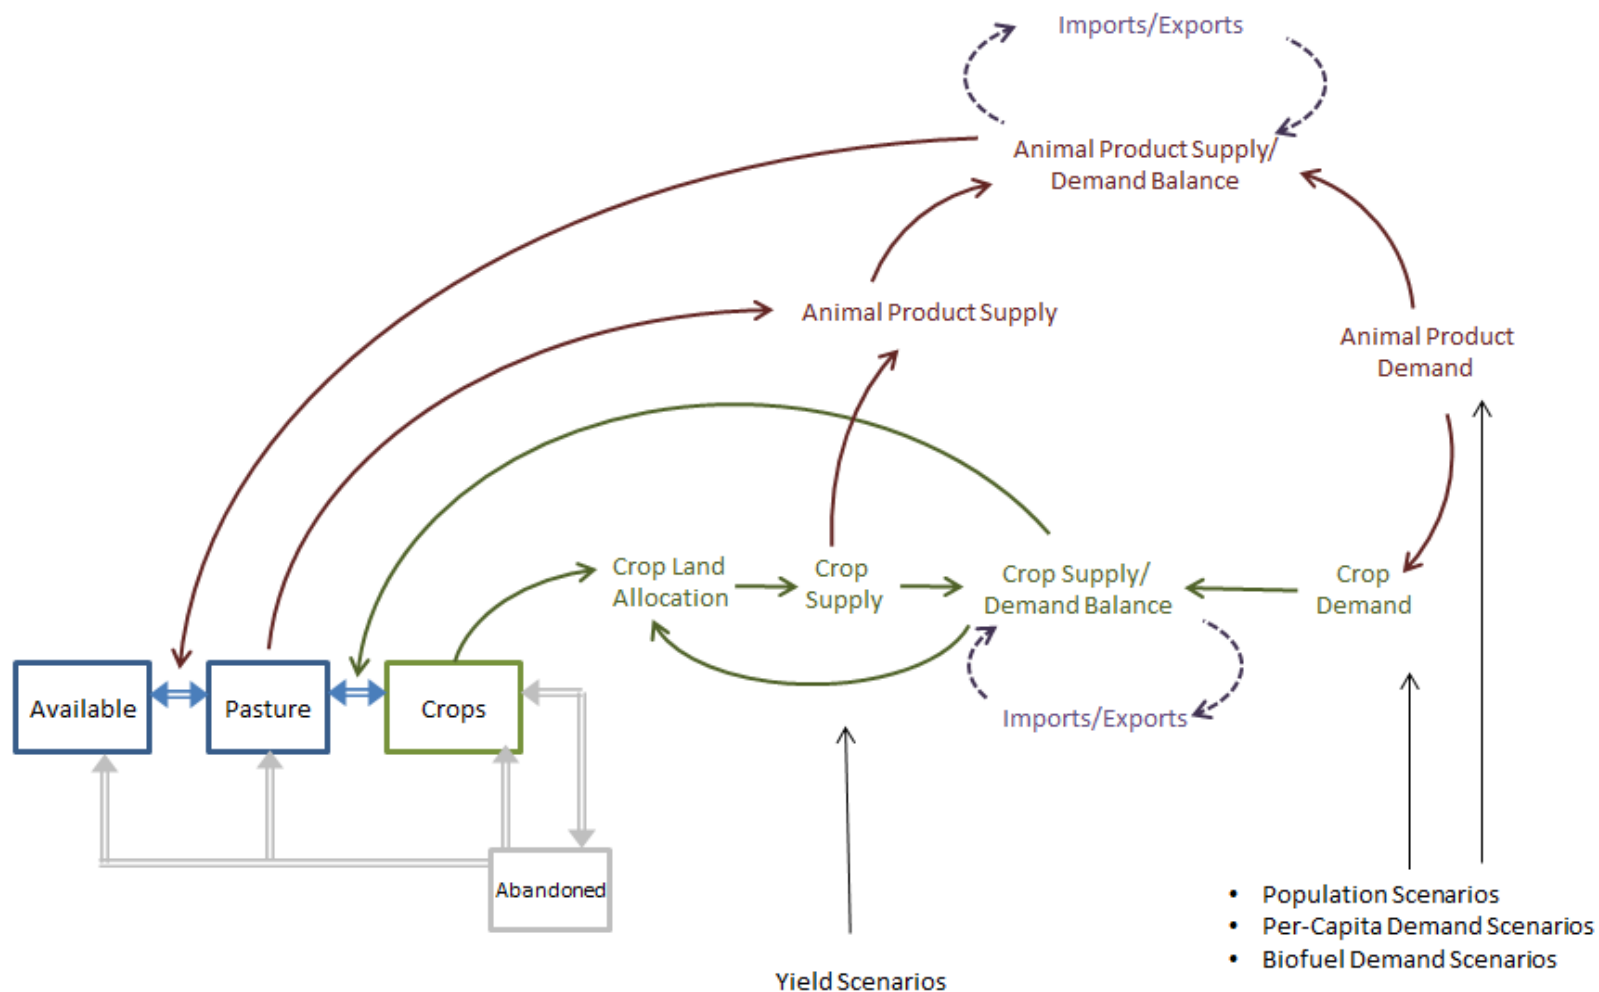 Imports/Exports
Animal Product Supply/
Demand Balance
Animal Product Supply
Animal Product
Demand
Crop Land
Allocation
Crop
Supply
Crop Supply/
Demand Balance
Crop
Demand
Available
Pasture
Crops
Imports/Exports
Abandoned
• Population Scenarios
• Per-Capita Demand Scenarios
• Biofuel Demand Scenarios
Yield Scenarios